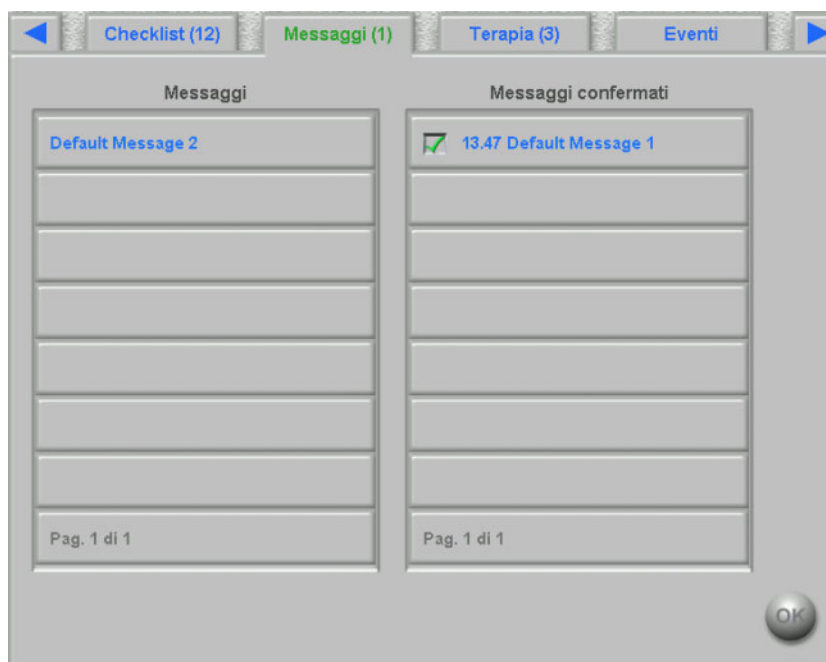 Checklist (12)
Messaggi (1)
Terapia (3)
Eventi
Messaggi
Messaggi confermati
Default Message 2
13.47 Default Message 1
Pag. 1 di 1
Pag. 1 di 1
OK